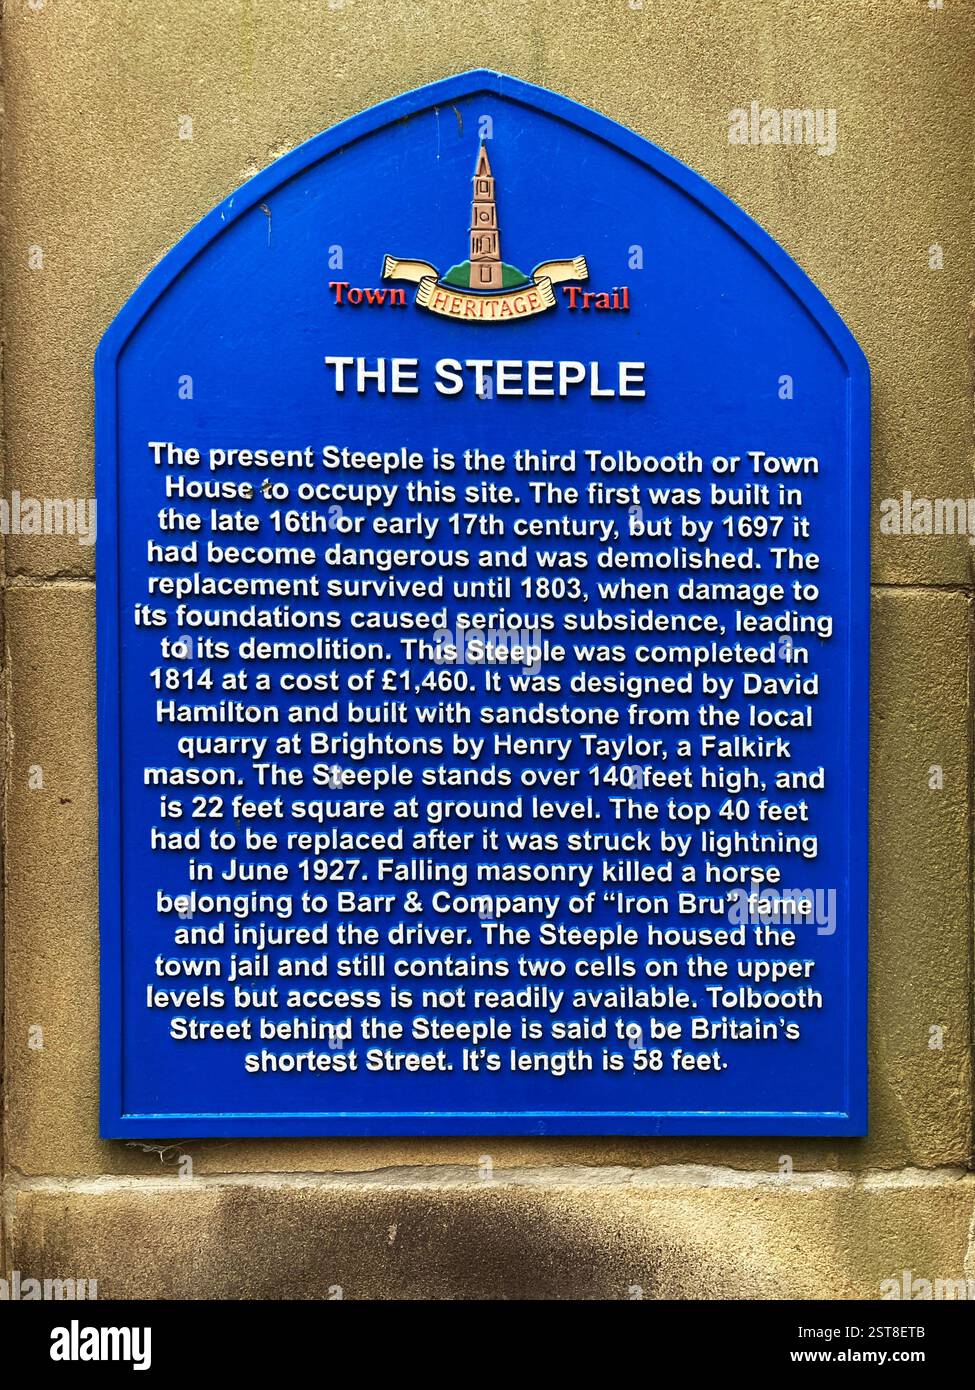 Town HERITAGE Trail
THE STEEPLE
The present Steeple is the third Tolbooth or Town
House to occupy this site. The first was built in
the late 16th or early 17th century, but by 1697 it
had become dangerous and was demolished. The
replacement survived until 1803, when damage to
its foundations caused serious subsidence, leading
to its demolition. This Steeple was completed in
1814 at a cost of £1,460. It was designed by David
Hamilton and built with sandstone from the local
quarry at Brightons by Henry Taylor, a Falkirk
mason. The Steeple stands over 140 feet high, and
is 22 feet square at ground level. The top 40 feet
had to be replaced after it was struck by lightning
in June 1927. Falling masonry killed a horse
belonging to Barr & Company of “Iron Bru” fame
and injured the driver. The Steeple housed the
town jail and still contains two cells on the upper
levels but access is not readily available. Tolbooth
Street behind the Steeple is said to be Britain's
shortest Street. It's length is 58 feet.
alamy
Image ID: 2ST8ETB
www.alamy.com